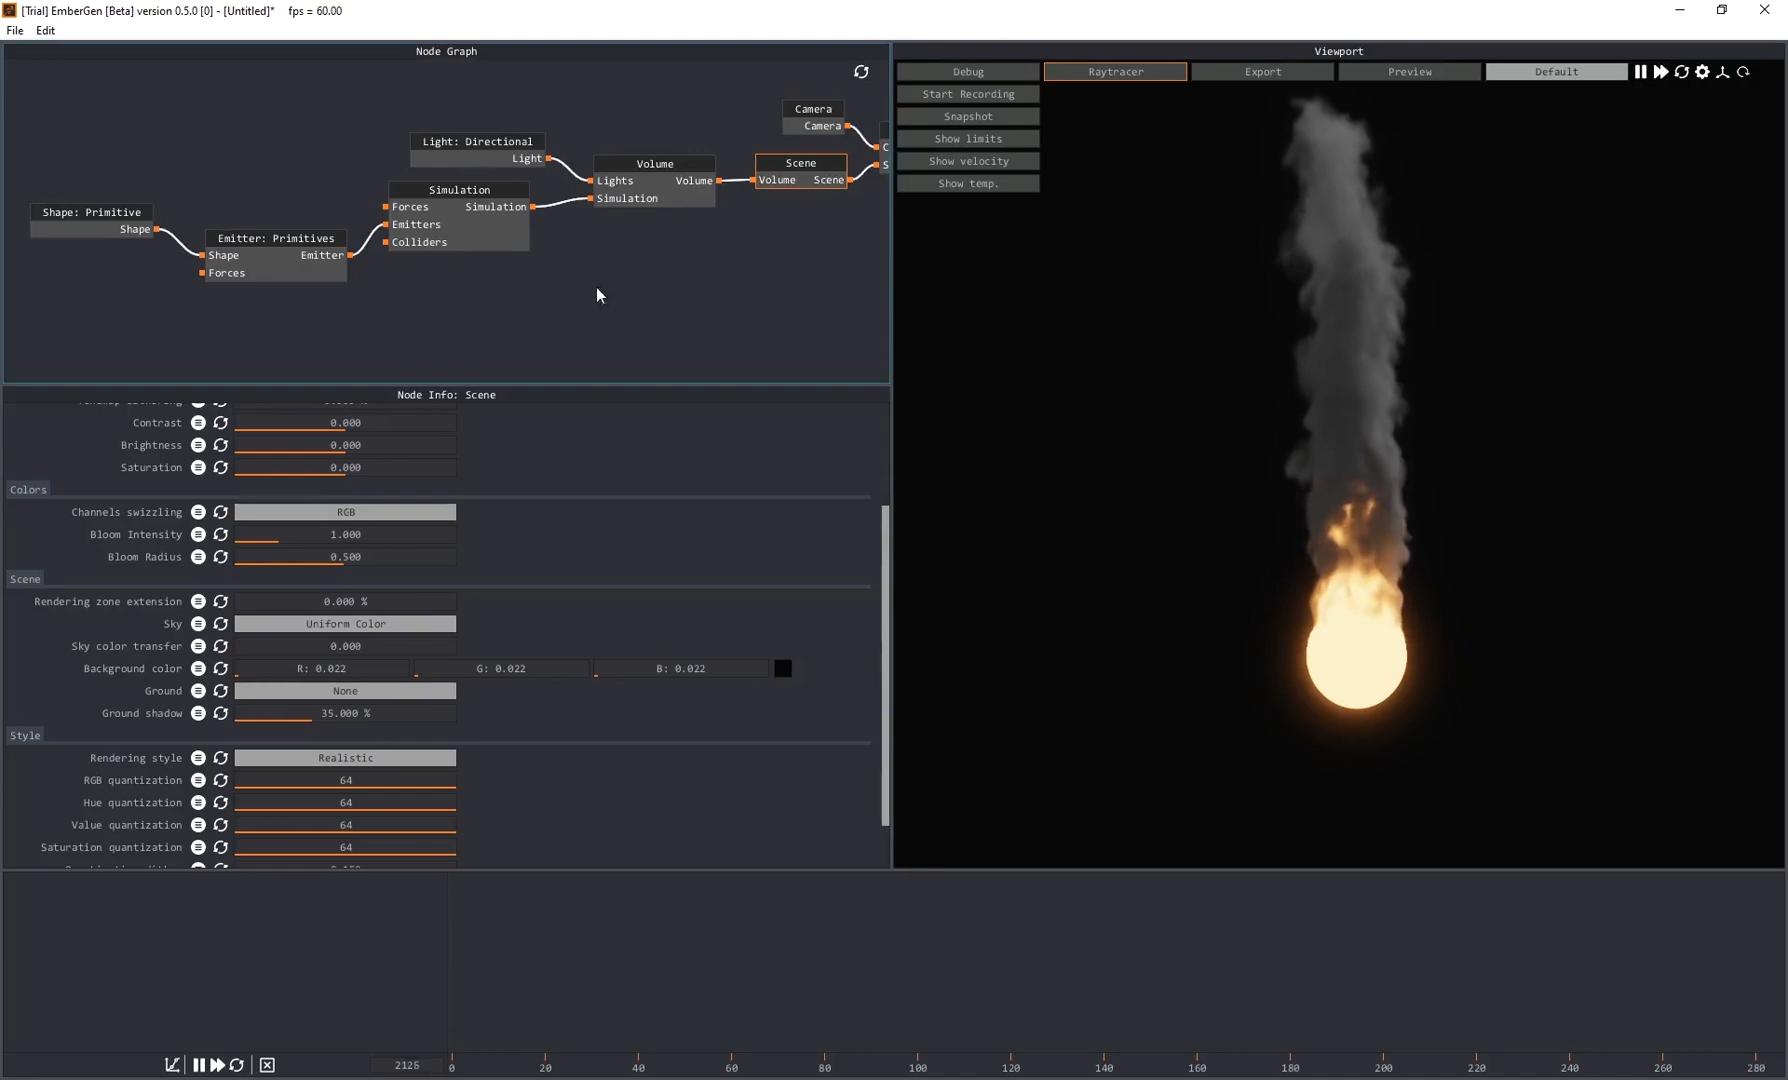 [Trial] EmberGen [Beta] version 0.5.0 [0] - [Untitled]* fps = 60.00
File Edit
Node Graph
Camera
Camera
Light: Directional
Light
Volume
Lights Volume
Simulation
Scene
Volume Scene
C
S
Simulation
Forces Simulation
Emitters
Colliders
Shape: Primitive
Shape
Emitter: Primitives
Shape Emitter
Forces
Viewport
Debug Raytracer Export Preview Default
Start Recording
Snapshot
Show limits
Show velocity
Show temp.
Node Info: Scene
Contrast 0.000
Brightness 0.000
Saturation 0.000
Colors
Channels swizzling RGB
Bloom Intensity 1.000
Bloom Radius 0.500
Scene
Rendering zone extension 0.000 %
Sky Uniform Color
Sky color transfer 0.000
Background color R: 0.022 G: 0.022 B: 0.022
Ground None
Ground shadow 35.000 %
Style
Rendering style Realistic
RGB quantization 64
Hue quantization 64
Value quantization 64
Saturation quantization 64
2125 0 20 40 60 80 100 120 140 160 180 200 220 240 260 280